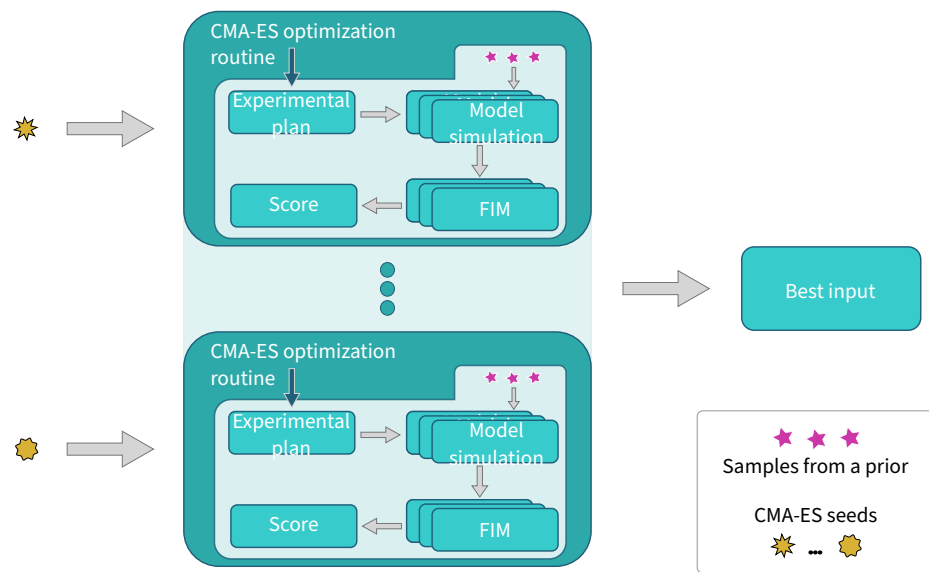 CMA-ES optimization
routine
Experimental
plan
Model
simulation
Score
FIM
Best input
CMA-ES optimization
routine
Experimental
plan
Model
simulation
Score
FIM
Samples from a prior
CMA-ES seeds
...